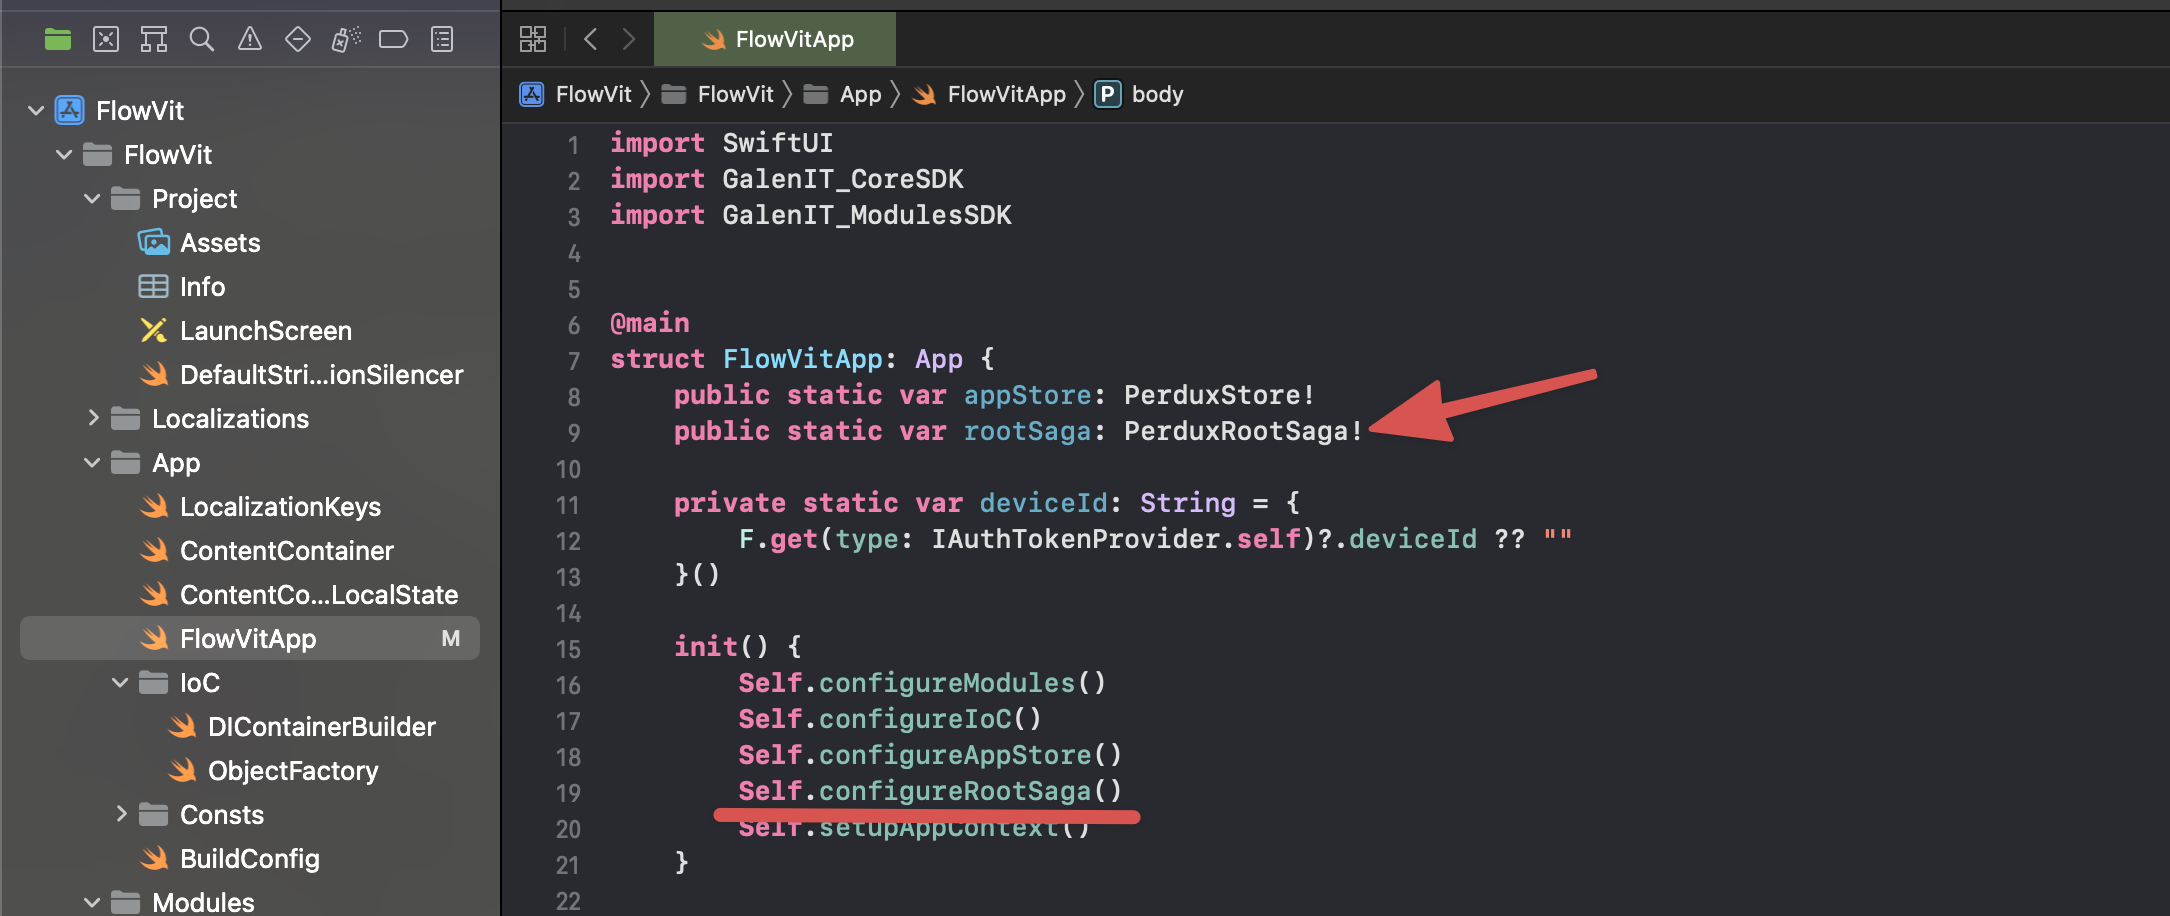 FlowVit
FlowVit
Project
Assets
Info
LaunchScreen
DefaultStri...ionSilencer
Localizations
App
LocalizationKeys
ContentContainer
ContentCo...LocalState
FlowVitApp M
IoC
DIContainerBuilder
ObjectFactory
Consts
BuildConfig
Modules
FlowVitApp
FlowVit FlowVit App FlowVitApp P body
1 import SwiftUI
2 import GalenIT_CoreSDK
3 import GalenIT_ModulesSDK
4
5
6 @main
7 struct FlowVitApp: App {
8 public static var appStore: PerduxStore!
9 public static var rootSaga: PerduxRootSaga!
10
11 private static var deviceId: String = {
12 F.get(type: IAuthTokenProvider.self)?.deviceId ?? ""
13 }()
14
15 init() {
16 Self.configureModules()
17 Self.configureIoC()
18 Self.configureAppStore()
19 Self.configureRootSaga()
20 Self.setupAppContext()
21 }
22